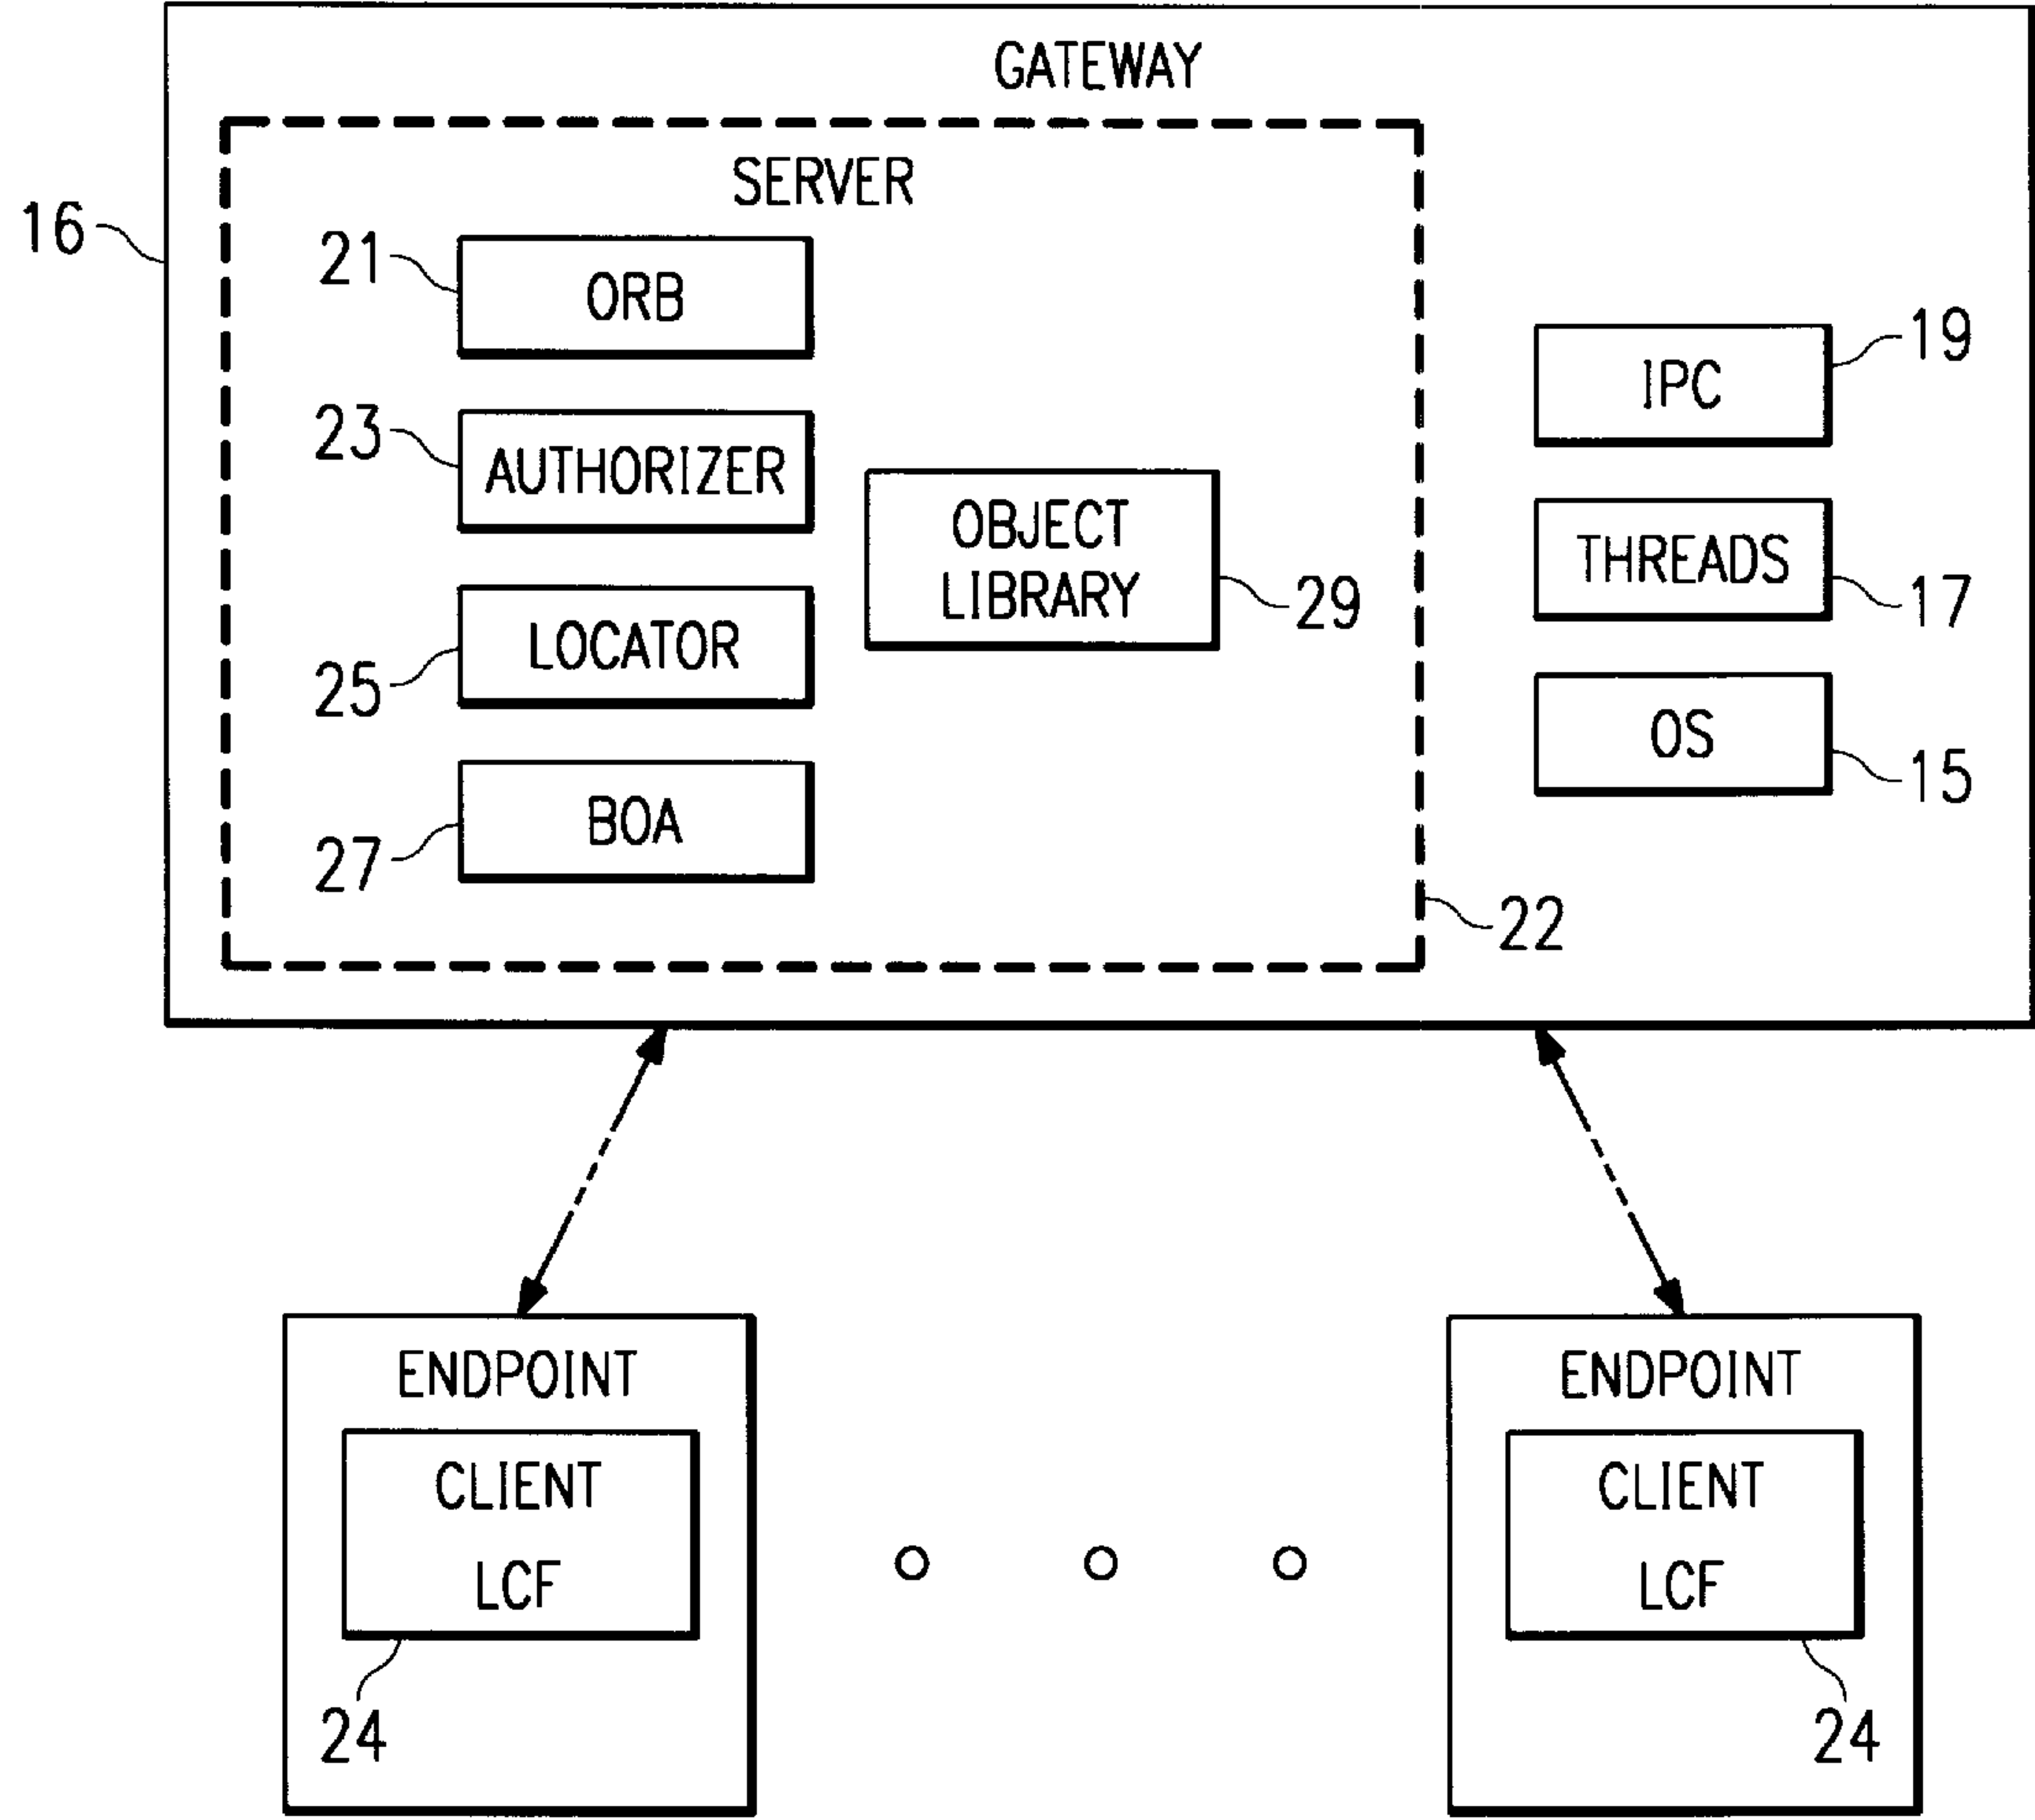 GATEWAY
SERVER
16
21
ORB
19
IPC
23
AUTHORIZER
OBJECT
LIBRARY
29
THREADS
17
LOCATOR
25
OS
15
BOA
27
22
ENDPOINT
CLIENT
LCF
24
ENDPOINT
CLIENT
LCF
24